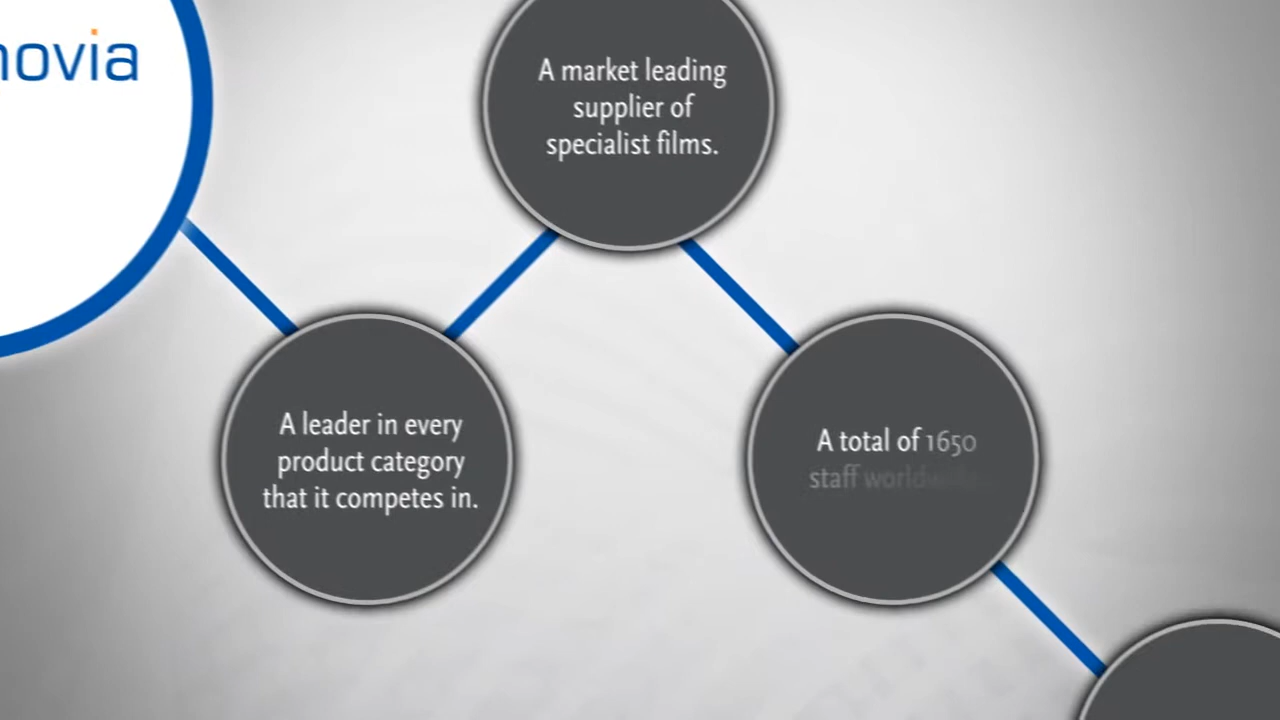 novia
A market leading
supplier of
specialist films.
A leader in every
product category
that it competes in.
A total of 1650
staff worldwide